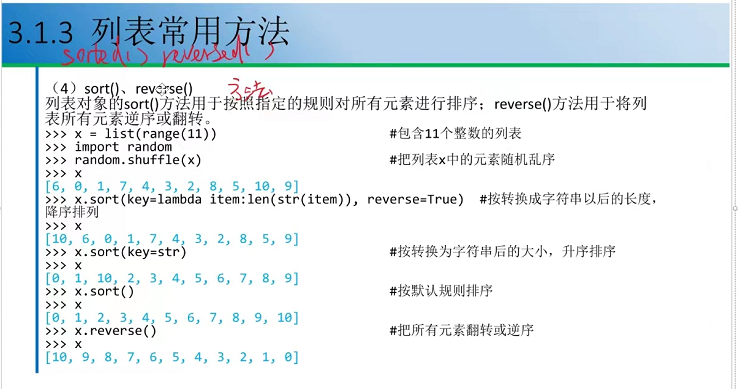 3.1.3 列表常用方法
sorted() reversed()
（4）sort()、reverse() 方法
列表对象的sort()方法用于按照指定的规则对所有元素进行排序；reverse()方法用于将列
表所有元素逆序或翻转。
>>> x = list(range(11)) #包含11个整数的列表
>>> import random
>>> random.shuffle(x) #把列表x中的元素随机乱序
>>> x
[6, 0, 1, 7, 4, 3, 2, 8, 5, 10, 9]
>>> x.sort(key=lambda item:len(str(item)), reverse=True) #按转换成字符串以后的长度,
降序排列
>>> x
[10, 6, 0, 1, 7, 4, 3, 2, 8, 5, 9]
>>> x.sort(key=str) #按转换为字符串后的大小，升序排序
>>> x
[0, 1, 10, 2, 3, 4, 5, 6, 7, 8, 9]
>>> x.sort() #按默认规则排序
>>> x
[0, 1, 2, 3, 4, 5, 6, 7, 8, 9, 10]
>>> x.reverse() #把所有元素翻转或逆序
>>> x
[10, 9, 8, 7, 6, 5, 4, 3, 2, 1, 0]